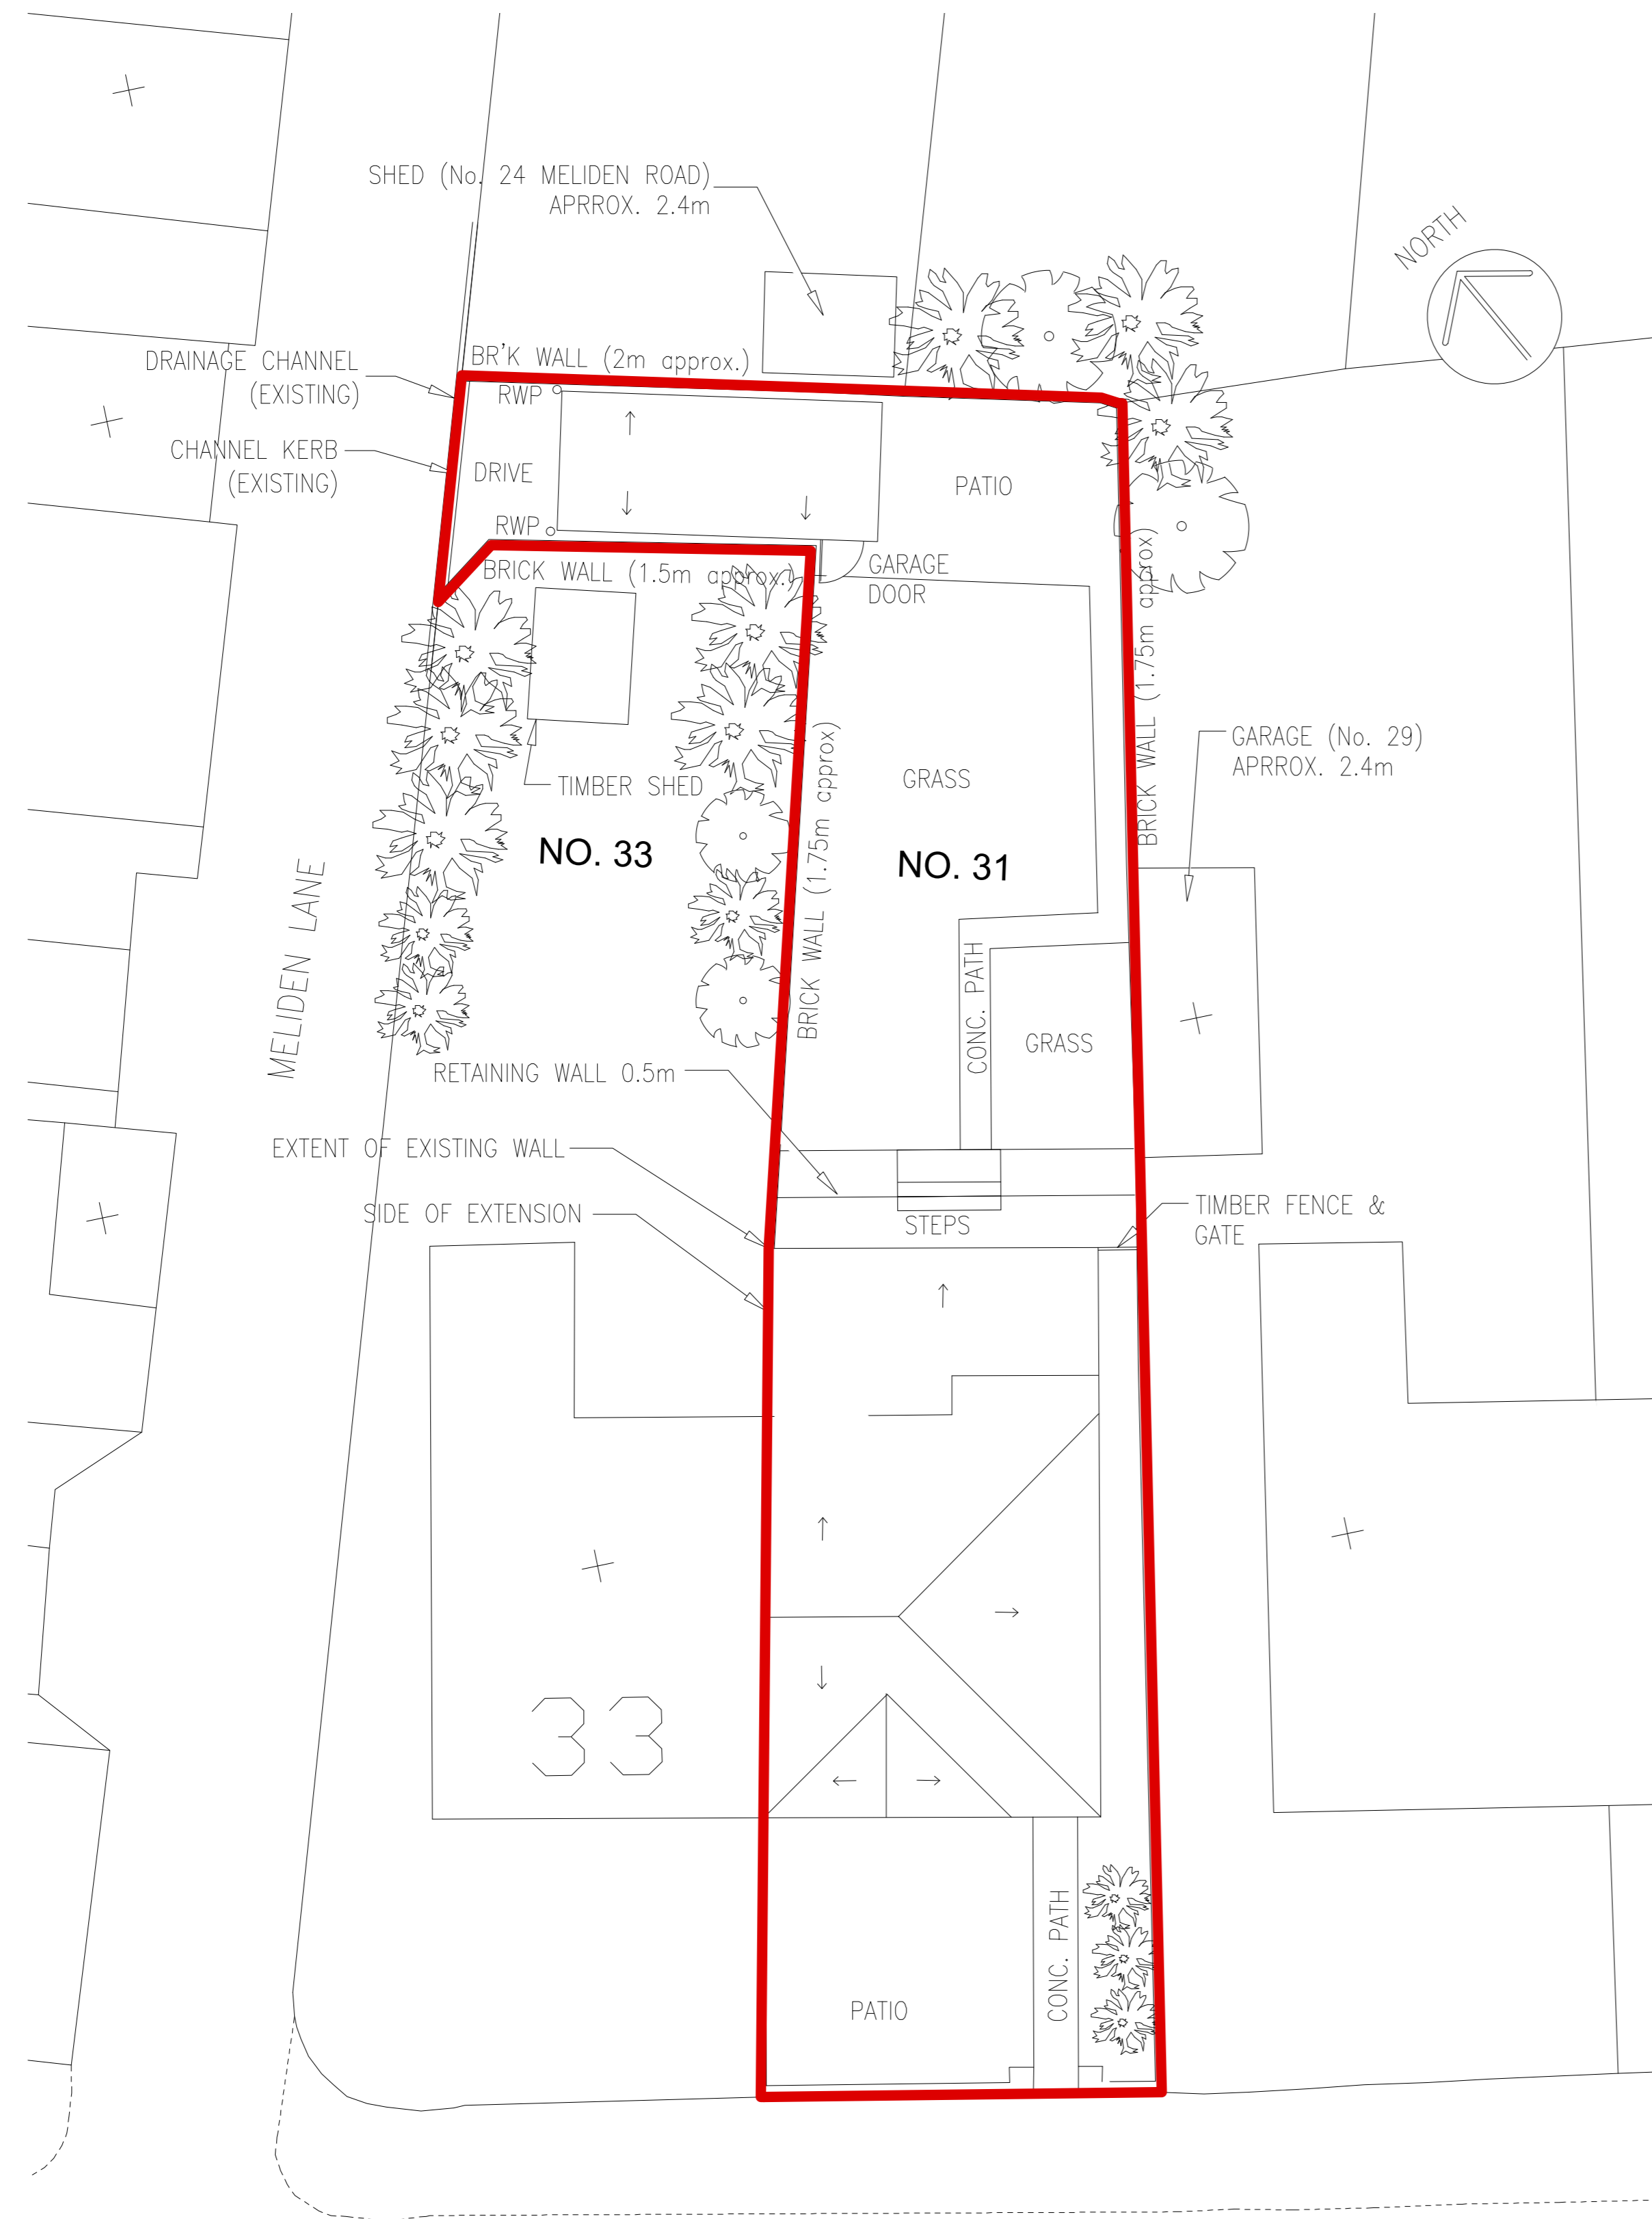 SHED (No. 24 MELIDEN ROAD)
APRROX. 2.4m
NORTH
BR'K WALL (2m approx.)
DRAINAGE CHANNEL
(EXISTING)
RWP
CHANNEL KERB
(EXISTING)
DRIVE
PATIO
RWP
BRICK WALL (1.5m approx.)
GARAGE
DOOR
BRICK WALL (1.75m approx)
GARAGE (No. 29)
APRROX. 2.4m
TIMBER SHED
GRASS
NO. 33
NO. 31
BRICK WALL (1.75m approx)
MELIDEN LANE
CONC. PATH
GRASS
RETAINING WALL 0.5m
EXTENT OF EXISTING WALL
SIDE OF EXTENSION
STEPS
TIMBER FENCE &
GATE
33
CONC. PATH
PATIO